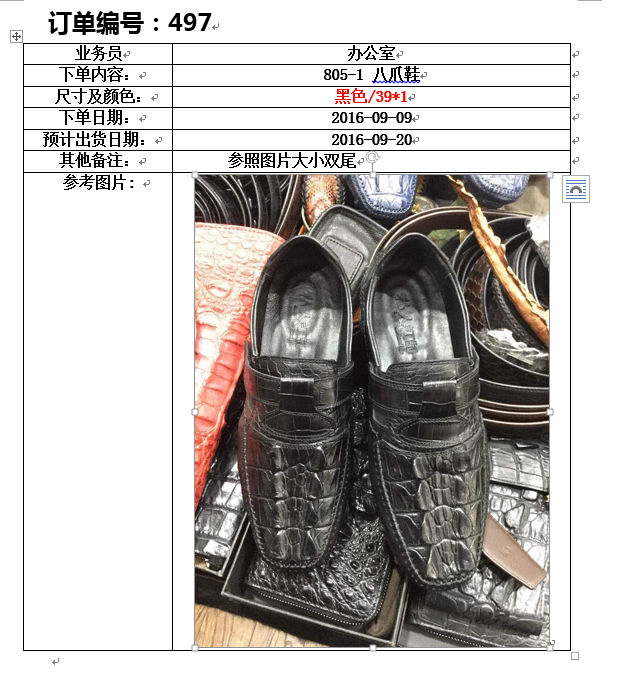 订单编号：497
业务员 办公室
下单内容： 805-1 八爪鞋
尺寸及颜色： 黑色/39*1
下单日期： 2016-09-09
预计出货日期： 2016-09-20
其他备注： 参照图片大小双尾
参考图片：